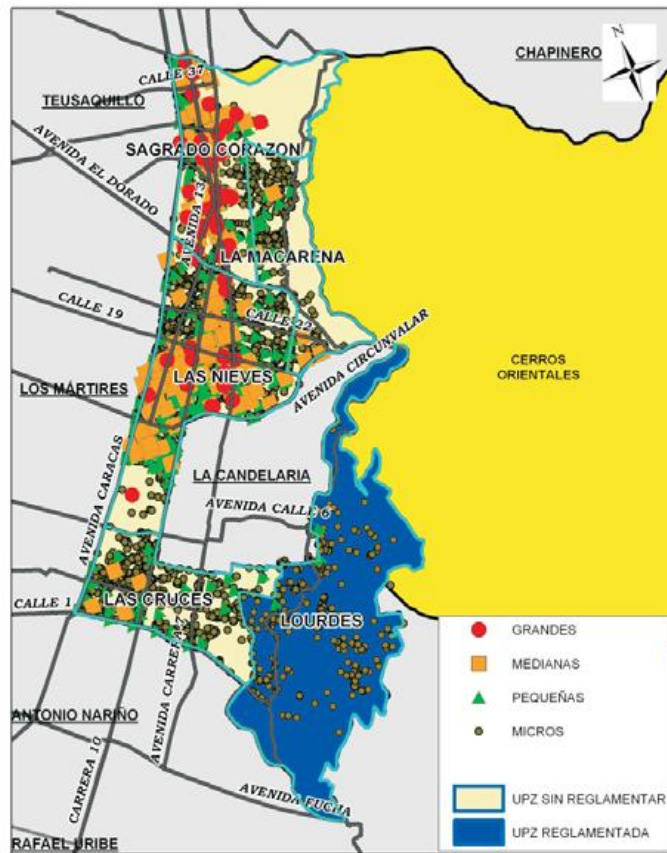 CHAPINERO
N
CALLE 37
TEUSAQUILLO
AVENIDA EL DORADO
SAGRADO CORAZON
AVENIDA 13
LA MACARENA
CALLE 19
CALLE 22
AVENIDA CIRCUNVALAR
CERROS
ORIENTALES
LAS NIEVES
LOS MARTIRES
LA CANDELARIA
AVENIDA CARACAS
AVENIDA CALLE 6
CALLE 1
LAS CRUCES
LOURDES
AVENIDA CARRERA 7
ANTONIO NARIÑO
CARRERA 10
AVENIDA FUCHA
RAFAEL URIBE
GRANDES
MEDIANAS
PEQUEÑAS
MICROS
UPZ SIN REGLAMENTAR
UPZ REGLAMENTADA